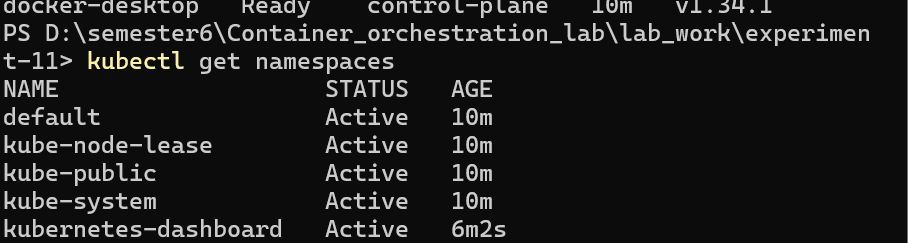 docker-desktop Ready control-plane 10m v1.34.1
PS D:\semester6\Container_orchestration_lab\lab_work\experimen
t-11> kubectl get namespaces
NAME STATUS AGE
default Active 10m
kube-node-lease Active 10m
kube-public Active 10m
kube-system Active 10m
kubernetes-dashboard Active 6m2s